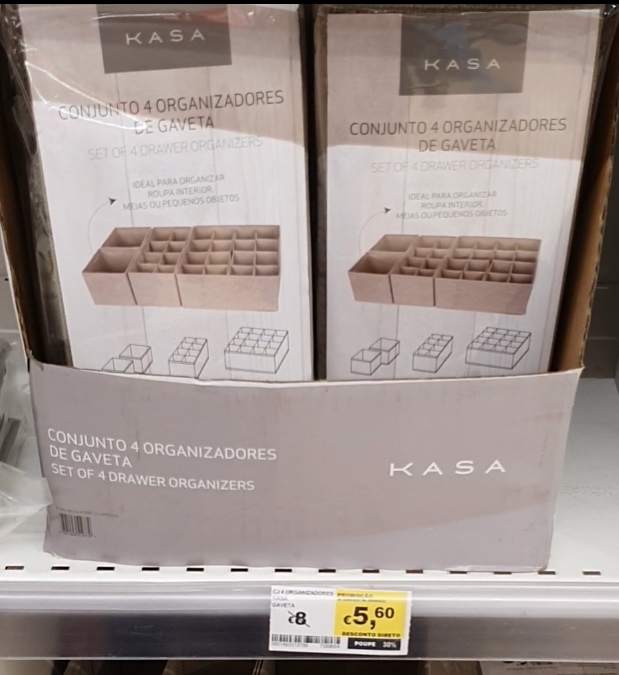 KASA
CONJUNTO 4 ORGANIZADORES
DE GAVETA
SET OF 4 DRAWER ORGANIZERS
IDEAL PARA ORGANIZAR
ROUPA INTERIOR,
MEIAS OU PEQUENOS OBJETOS
KASA
CONJUNTO 4 ORGANIZADORES
DE GAVETA
SET OF 4 DRAWER ORGANIZERS
IDEAL PARA ORGANIZAR
ROUPA INTERIOR,
MEIAS OU PEQUENOS OBJETOS
CONJUNTO 4 ORGANIZADORES
DE GAVETA
SET OF 4 DRAWER ORGANIZERS
KASA
CJ 4 ORGANIZADORES
KASA
GAVETA
€8
PROMOÇÃO
€5,60
DESCONTO DIRETO
POUPE 30%